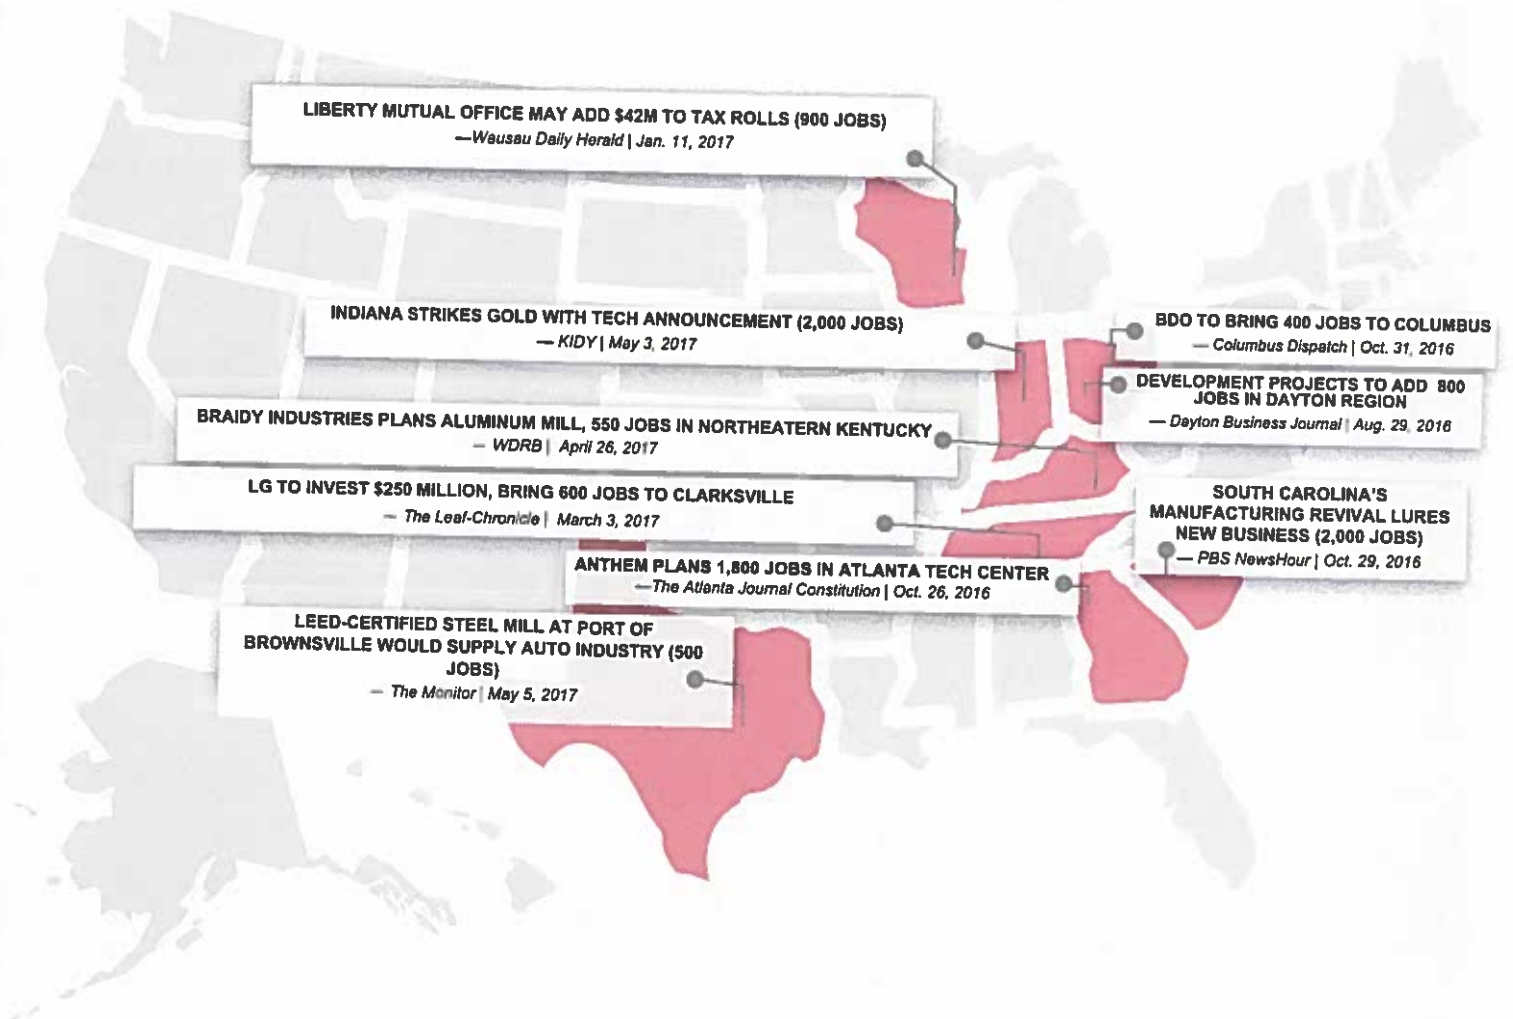 LIBERTY MUTUAL OFFICE MAY ADD $42M TO TAX ROLLS (900 JOBS)
—Wausau Daily Herald | Jan. 11, 2017
INDIANA STRIKES GOLD WITH TECH ANNOUNCEMENT (2,000 JOBS)
— KIDY | May 3, 2017
BDO TO BRING 400 JOBS TO COLUMBUS
— Columbus Dispatch | Oct. 31, 2016
DEVELOPMENT PROJECTS TO ADD 800
JOBS IN DAYTON REGION
— Dayton Business Journal | Aug. 29, 2016
BRAIDY INDUSTRIES PLANS ALUMINUM MILL, 550 JOBS IN NORTHEATERN KENTUCKY
— WDRB | April 26, 2017
LG TO INVEST $250 MILLION, BRING 600 JOBS TO CLARKSVILLE
— The Leaf-Chronicle | March 3, 2017
SOUTH CAROLINA'S
MANUFACTURING REVIVAL LURES
NEW BUSINESS (2,000 JOBS)
— PBS NewsHour | Oct. 29, 2016
ANTHEM PLANS 1,800 JOBS IN ATLANTA TECH CENTER
—The Atlanta Journal Constitution | Oct. 26, 2016
LEED-CERTIFIED STEEL MILL AT PORT OF
BROWNSVILLE WOULD SUPPLY AUTO INDUSTRY (500
JOBS)
— The Monitor | May 5, 2017